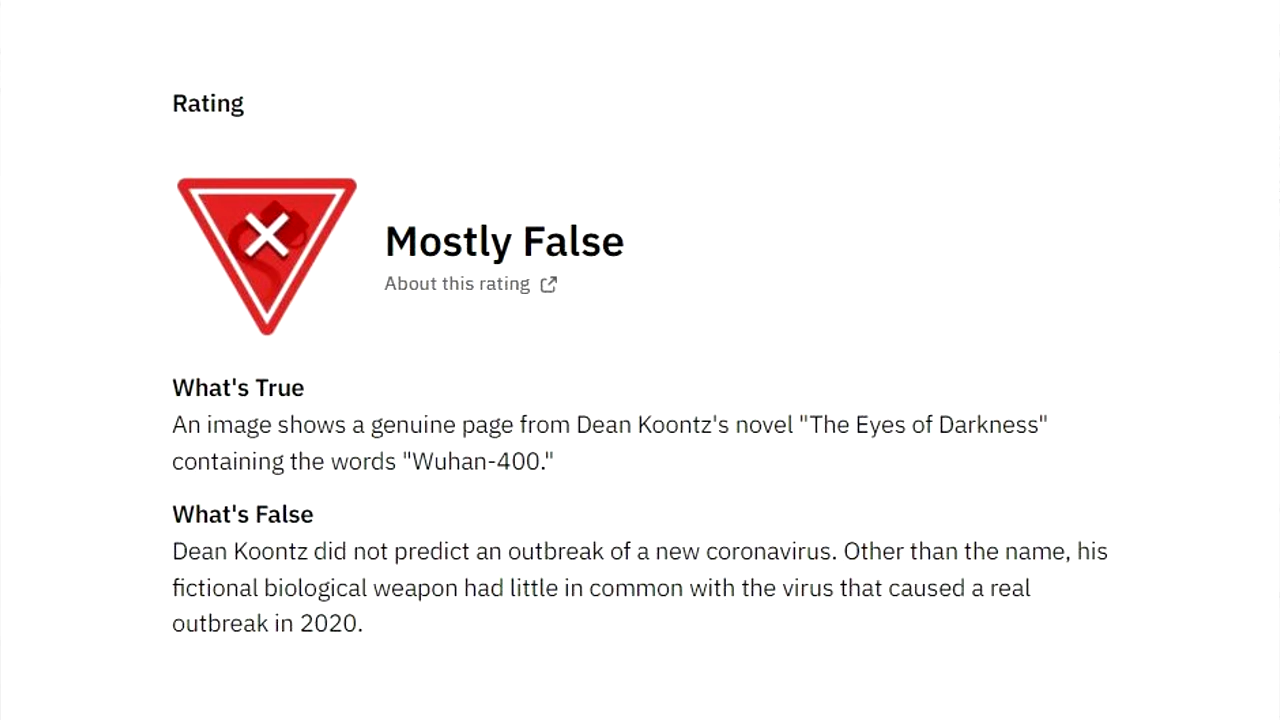 Rating
Mostly False
About this rating
What's True
An image shows a genuine page from Dean Koontz's novel "The Eyes of Darkness"
containing the words "Wuhan-400."
What's False
Dean Koontz did not predict an outbreak of a new coronavirus. Other than the name, his
fictional biological weapon had little in common with the virus that caused a real
outbreak in 2020.